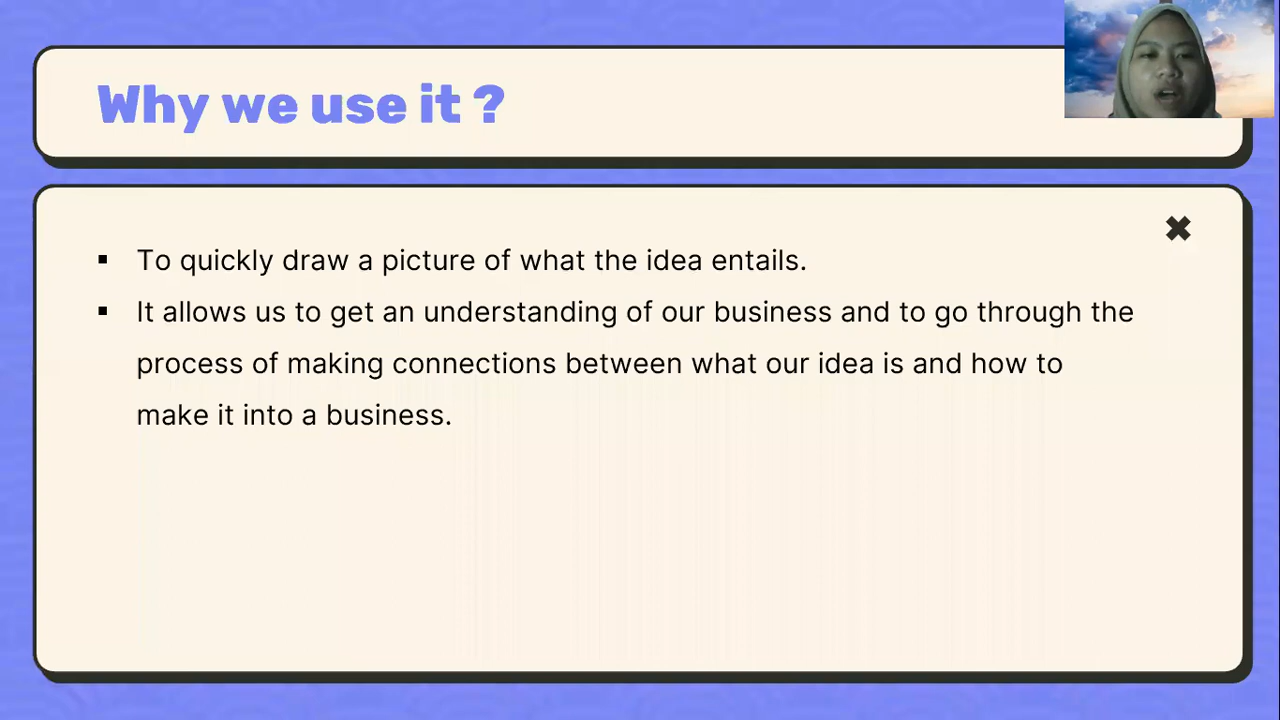 Why we use it ?
▪ To quickly draw a picture of what the idea entails.
▪ It allows us to get an understanding of our business and to go through the
process of making connections between what our idea is and how to
make it into a business.